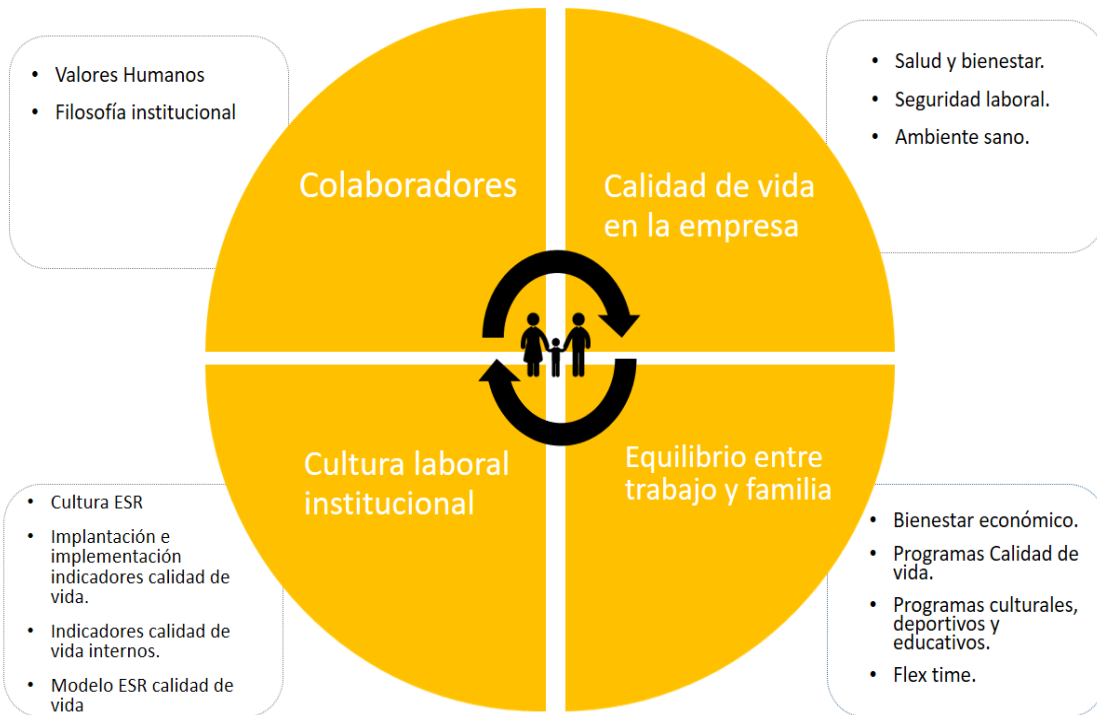 • Valores Humanos
• Filosofía institucional
Colaboradores
Calidad de vida
en la empresa
• Salud y bienestar.
• Seguridad laboral.
• Ambiente sano.
Cultura laboral
institucional
• Cultura ESR
• Implantación e
implementación
indicadores calidad de
vida.
• Indicadores calidad de
vida internos.
• Modelo ESR calidad de
vida
Equilibrio entre
trabajo y familia
• Bienestar económico.
• Programas Calidad de
vida.
• Programas culturales,
deportivos y
educativos.
• Flex time.